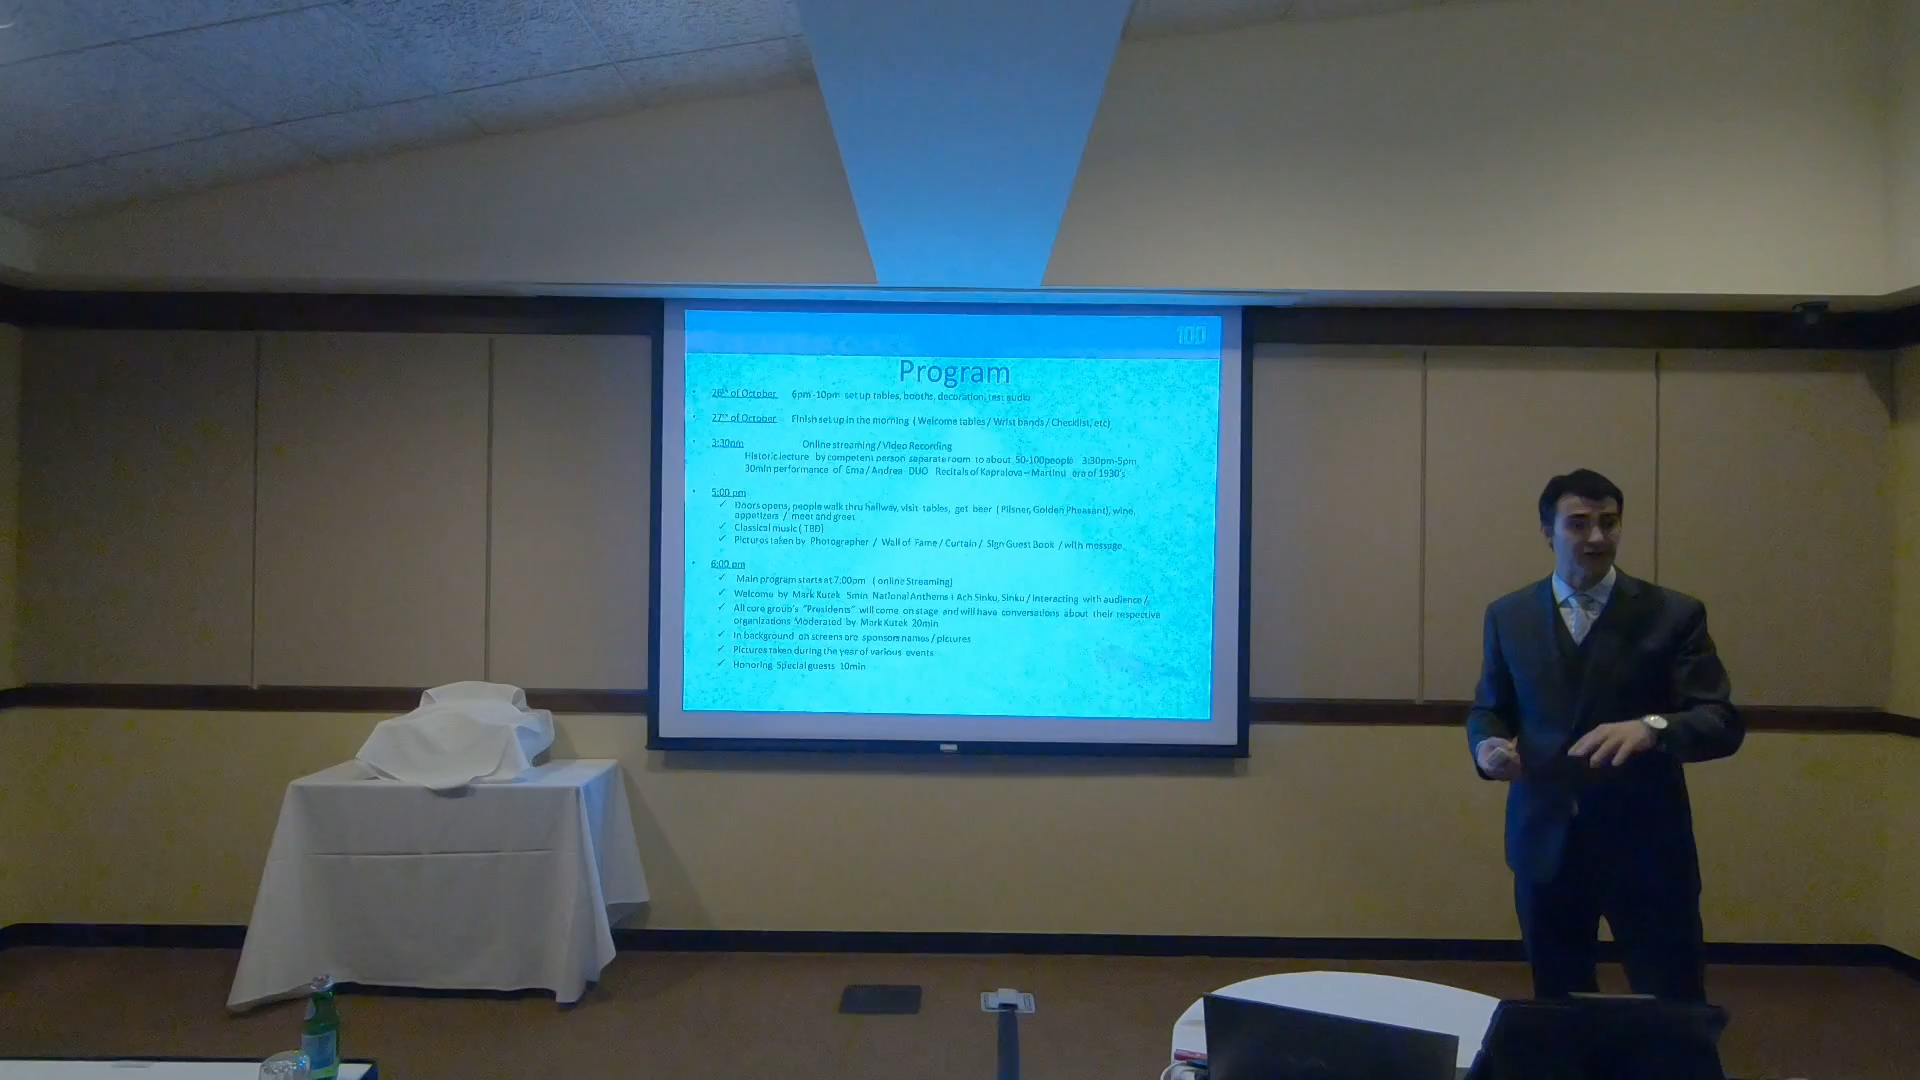 100
Program
26th of October 6pm-10pm set up tables, booths, decoration, test audio
27th of October Finish set up in the morning ( Welcome tables / Wrist bands / Checklist, etc)
3:30pm Online streaming / Video Recording
Historic lecture by competent person separate room to about 50-100people 3:30pm-5pm
30min performance of Ema / Andrea DUO Recitals of Kapralova – Martinu era of 1930's
5:00 pm
✓ Doors opens, people walk thru hallway, visit tables, get beer ( Pilsner, Golden Pheasant), wine,
appetizers / meet and greet
✓ Classical music ( TBD)
✓ Pictures taken by Photographer / Wall of Fame / Curtain / Sign Guest Book / with message
6:00 pm
✓ Main program starts at 7:00pm ( online Streaming)
✓ Welcome by Mark Kutek 5min National Anthems + Ach Sinku, Sinku / Interacting with audience /
✓ All core group's "Presidents" will come on stage and will have conversations about their respective
organizations Moderated by Mark Kutek 20min
✓ In background on screens are sponsors names / pictures
✓ Pictures taken during the year of various events
✓ Honoring Special guests 10min